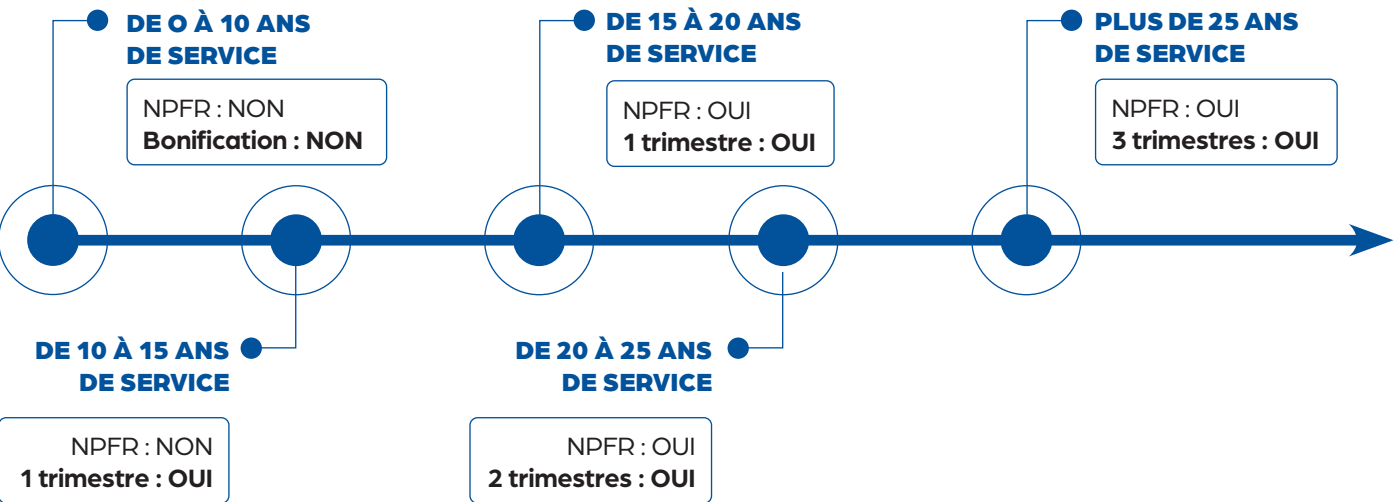 DE O À 10 ANS
DE SERVICE
NPFR : NON
Bonification : NON
DE 10 À 15 ANS
DE SERVICE
NPFR : NON
1 trimestre : OUI
DE 15 À 20 ANS
DE SERVICE
NPFR : OUI
1 trimestre : OUI
DE 20 À 25 ANS
DE SERVICE
NPFR : OUI
2 trimestres : OUI
PLUS DE 25 ANS
DE SERVICE
NPFR : OUI
3 trimestres : OUI